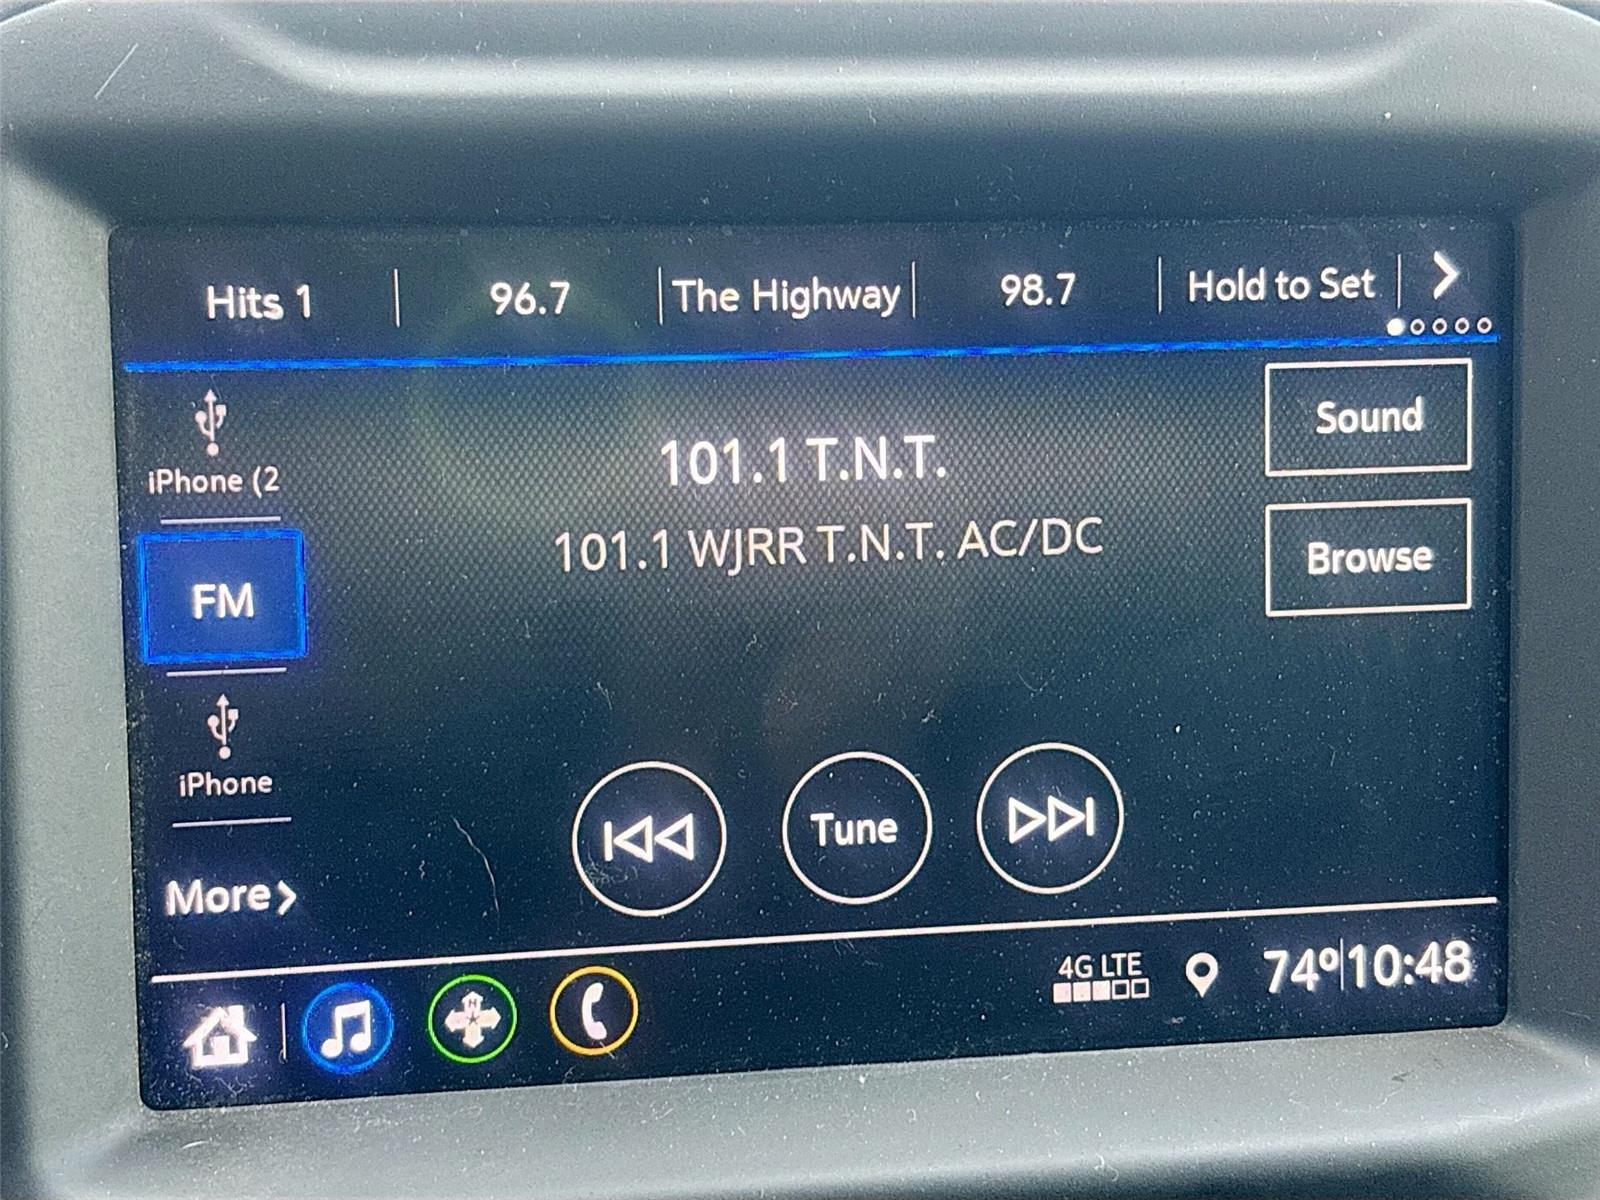 Hits 1 96.7 The Highway 98.7 Hold to Set
iPhone (2
Sound
101.1 T.N.T.
101.1 WJRR T.N.T. AC/DC
Browse
FM
iPhone
Tune
More
4G LTE
74° 10:48